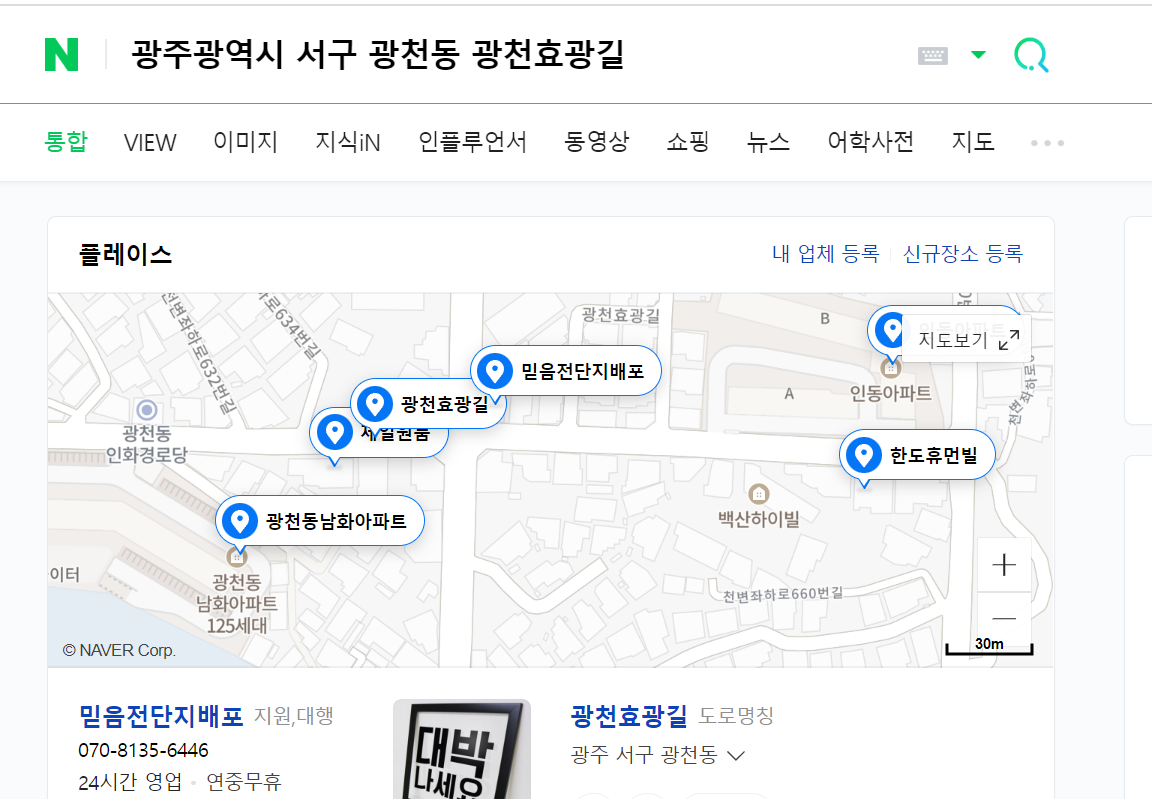 N 광주광역시 서구 광천동 광천효광길
통합 VIEW 이미지 지식iN 인플루언서 동영상 쇼핑 뉴스 어학사전 지도
플레이스
내 업체 등록 신규장소 등록
천변좌하로632번길
로634번길
광천효광길
B
지도보기
인동아파트
천변좌하로
믿음전단지배포
A
광천효광길
제일원룸
광천동
인화경로당
한도휴먼빌
백산하이빌
광천동남화아파트
이터
광천동
남화아파트
125세대
천변좌하로660번길
30m
© NAVER Corp.
믿음전단지배포 지원,대행
070-8135-6446
24시간 영업 연중무휴
대박
나세요
광천효광길 도로명칭
광주 서구 광천동